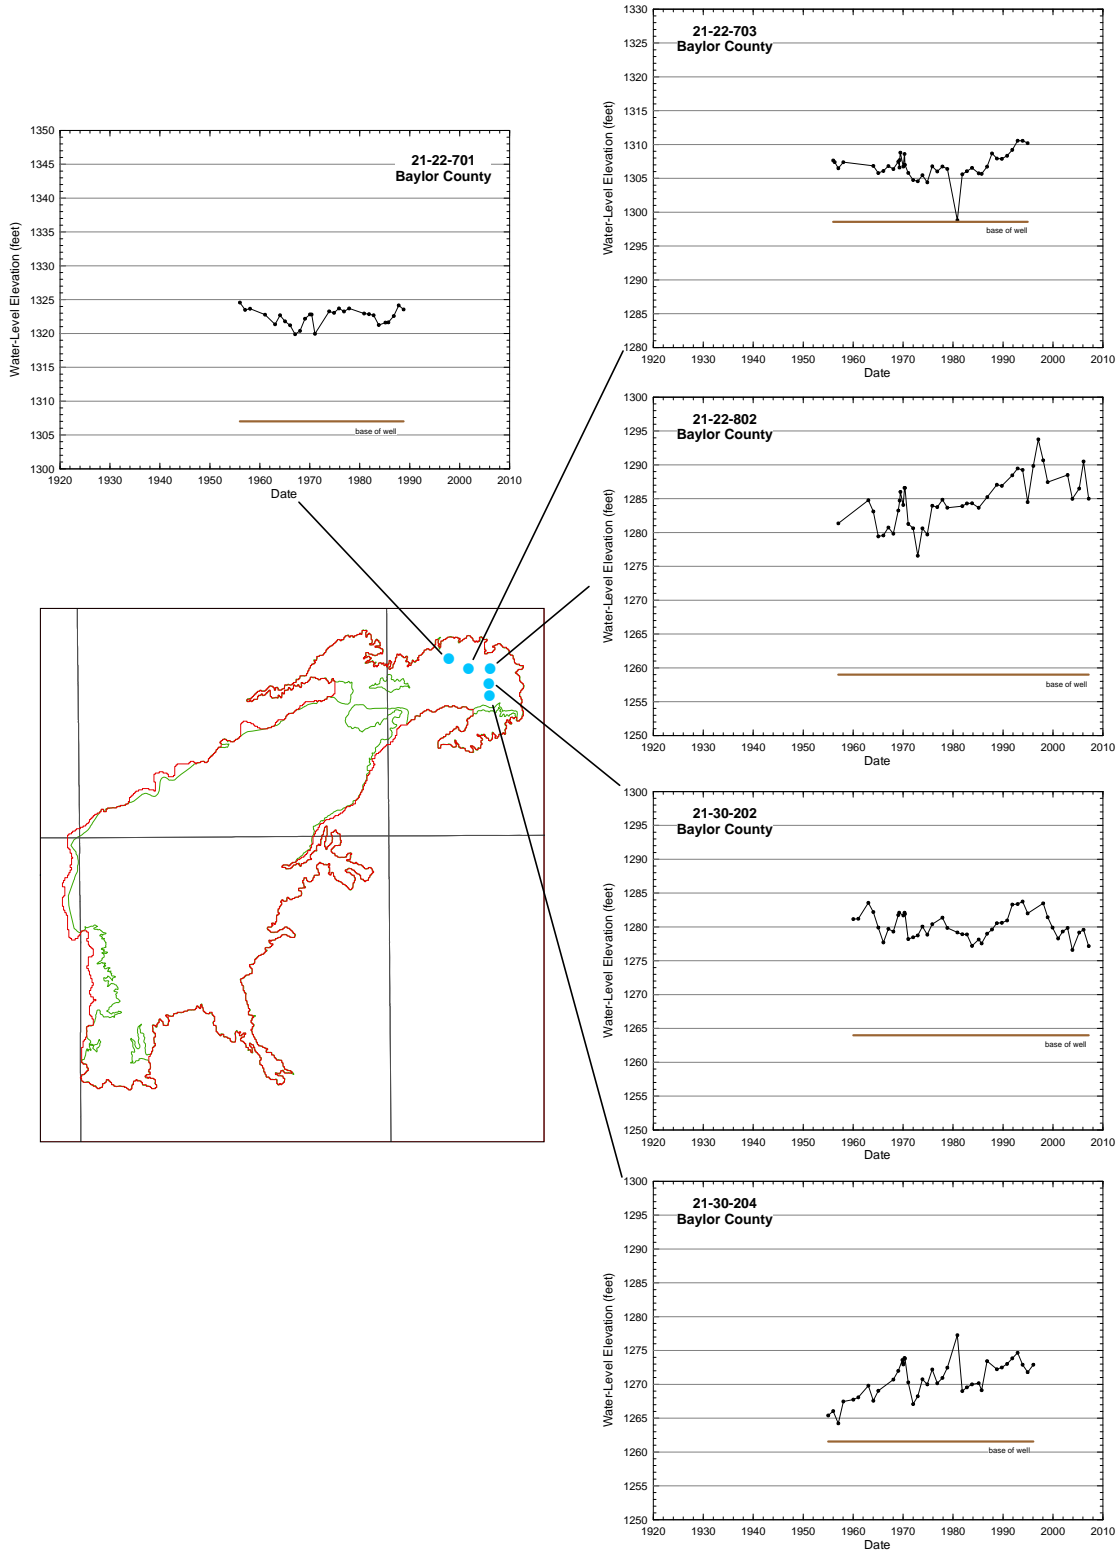 21-22-703
Baylor County
Water-Level Elevation (feet)
1330
1325
1320
1315
1310
1305
1300
1295
1290
1285
1280
base of well
1920 1930 1940 1950 1960 1970 1980 1990 2000 2010
Date
21-22-701
Baylor County
Water-Level Elevation (feet)
1350
1345
1340
1335
1330
1325
1320
1315
1310
1305
1300
base of well
1920 1930 1940 1950 1960 1970 1980 1990 2000 2010
Date
21-22-802
Baylor County
Water-Level Elevation (feet)
1300
1295
1290
1285
1280
1275
1270
1265
1260
1255
1250
base of well
1920 1930 1940 1950 1960 1970 1980 1990 2000 2010
Date
21-30-202
Baylor County
Water-Level Elevation (feet)
1300
1295
1290
1285
1280
1275
1270
1265
1260
1255
1250
base of well
1920 1930 1940 1950 1960 1970 1980 1990 2000 2010
Date
21-30-204
Baylor County
Water-Level Elevation (feet)
1300
1295
1290
1285
1280
1275
1270
1265
1260
1255
1250
base of well
1920 1930 1940 1950 1960 1970 1980 1990 2000 2010
Date